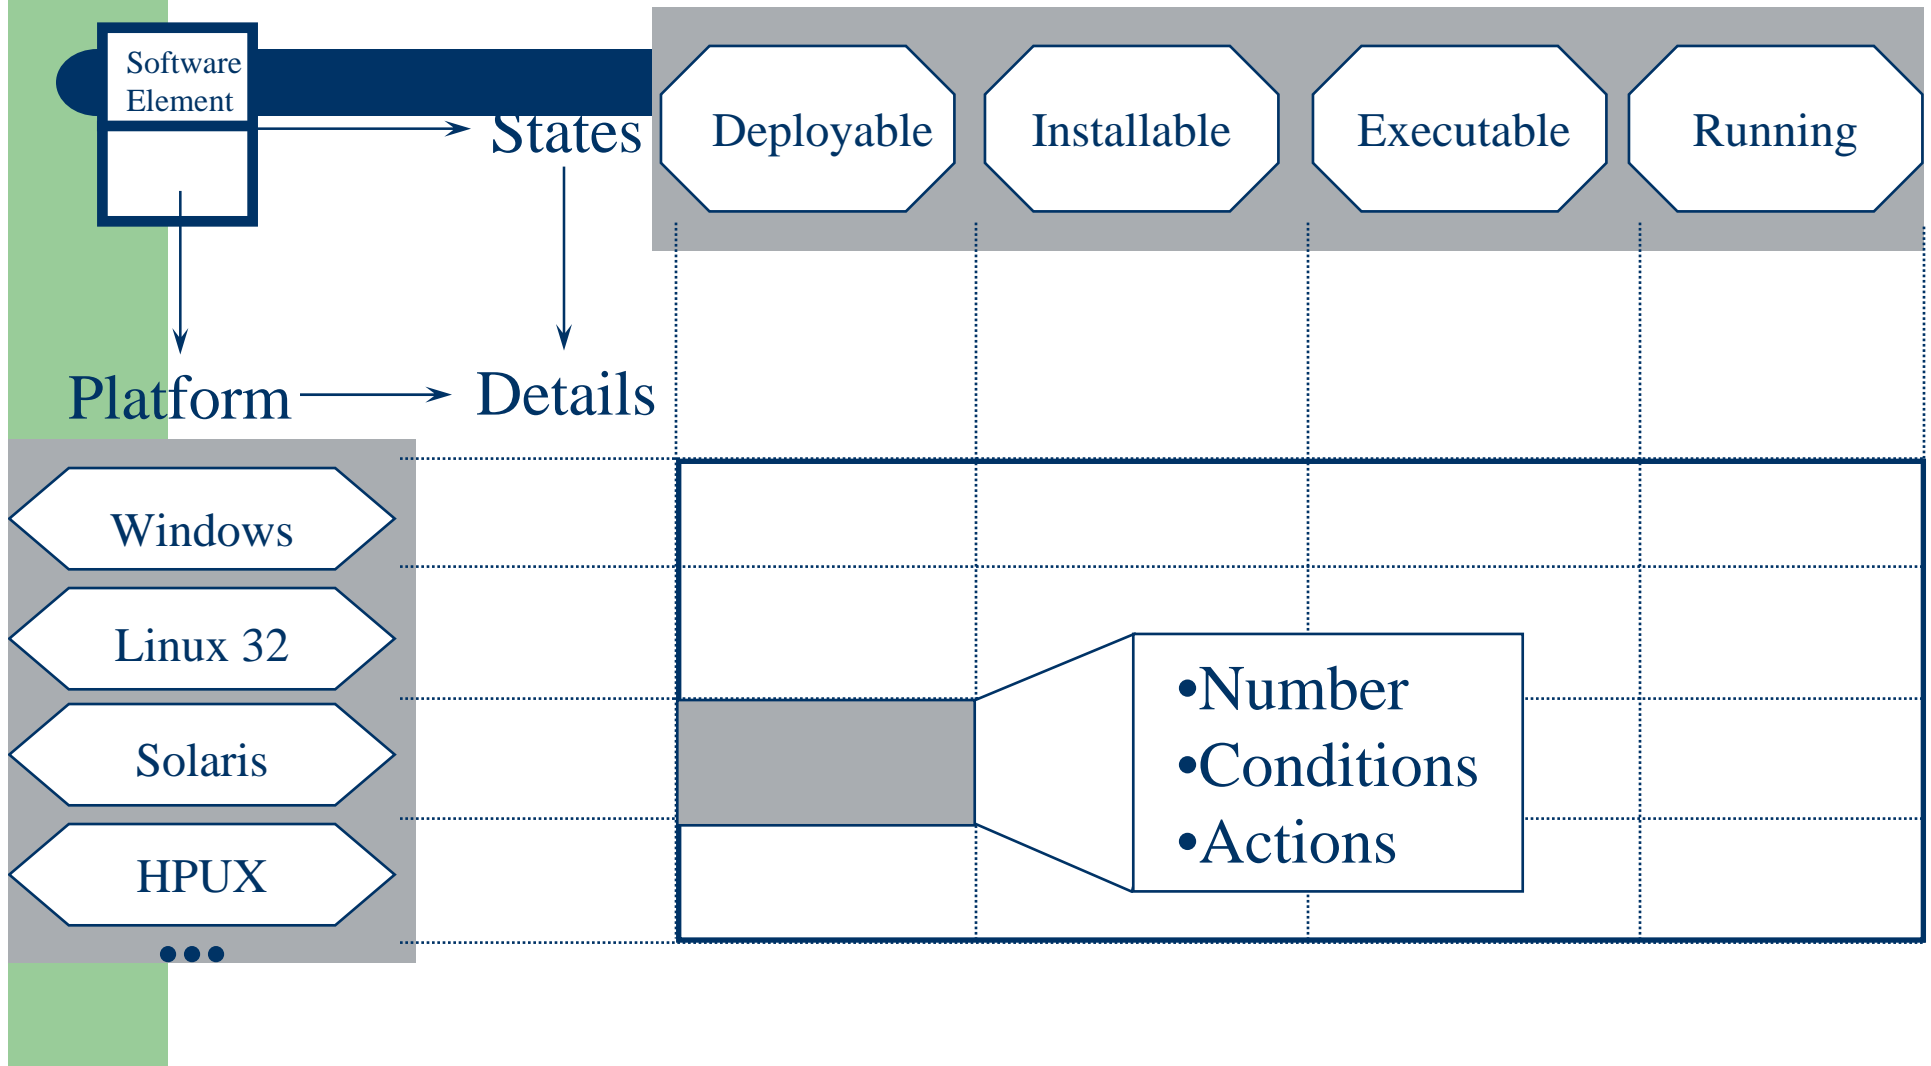 Software
Element
States
Deployable
Installable
Executable
Running
Platform
Details
Windows
Linux 32
Solaris
HPUX
•••
•Number
•Conditions
•Actions